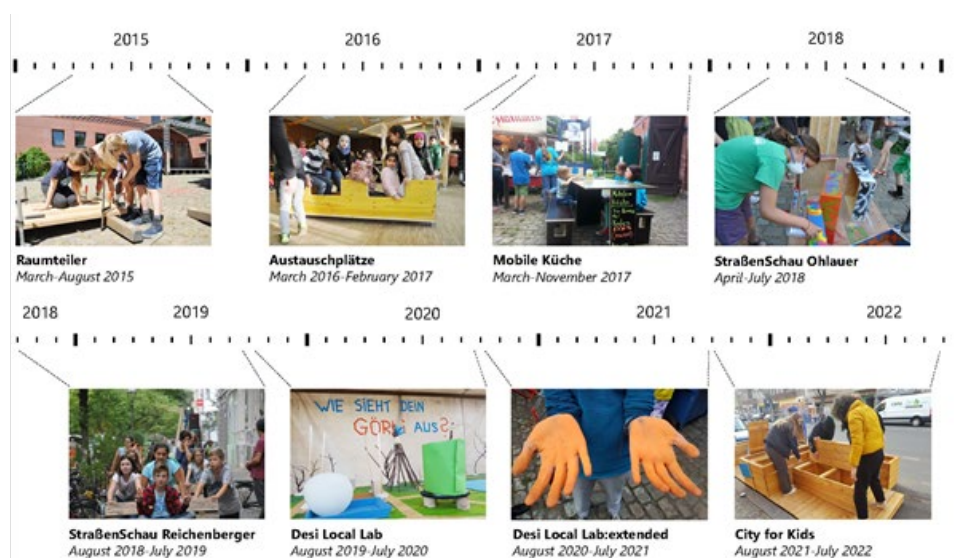 2015 2016 2017 2018
Raumteiler
March-August 2015
Austauschplätze
March 2016-February 2017
Mobile Küche
March-November 2017
StraßenSchau Ohlauer
April-July 2018
2018 2019 2020 2021 2022
WIE SIEHT DEIN
GÖRLI AUS?
StraßenSchau Reichenberger
August 2018-July 2019
Desi Local Lab
August 2019-July 2020
Desi Local Lab:extended
August 2020-July 2021
City for Kids
August 2021-July 2022